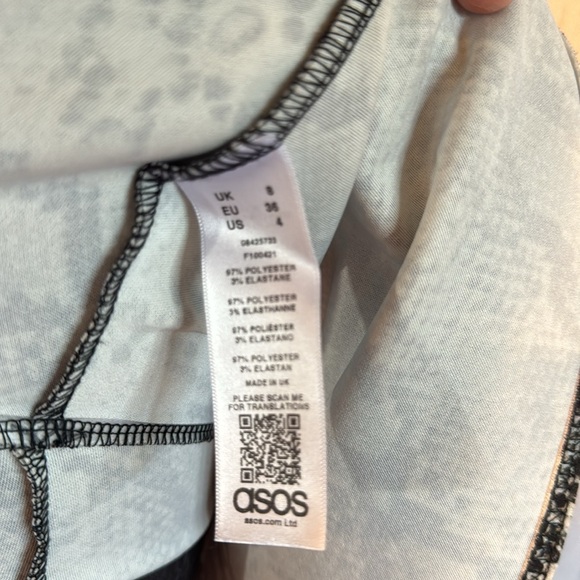 UK 8
EU 36
US 4
08425733
F100421
97% POLYESTER
3% ELASTANE
97% POLYESTER
3% ELASTHANNE
97% POLIÉSTER
3% ELASTANO
97% POLYESTER
3% ELASTAN
MADE IN UK
PLEASE SCAN ME
FOR TRANSLATIONS
asos
asos.com Ltd